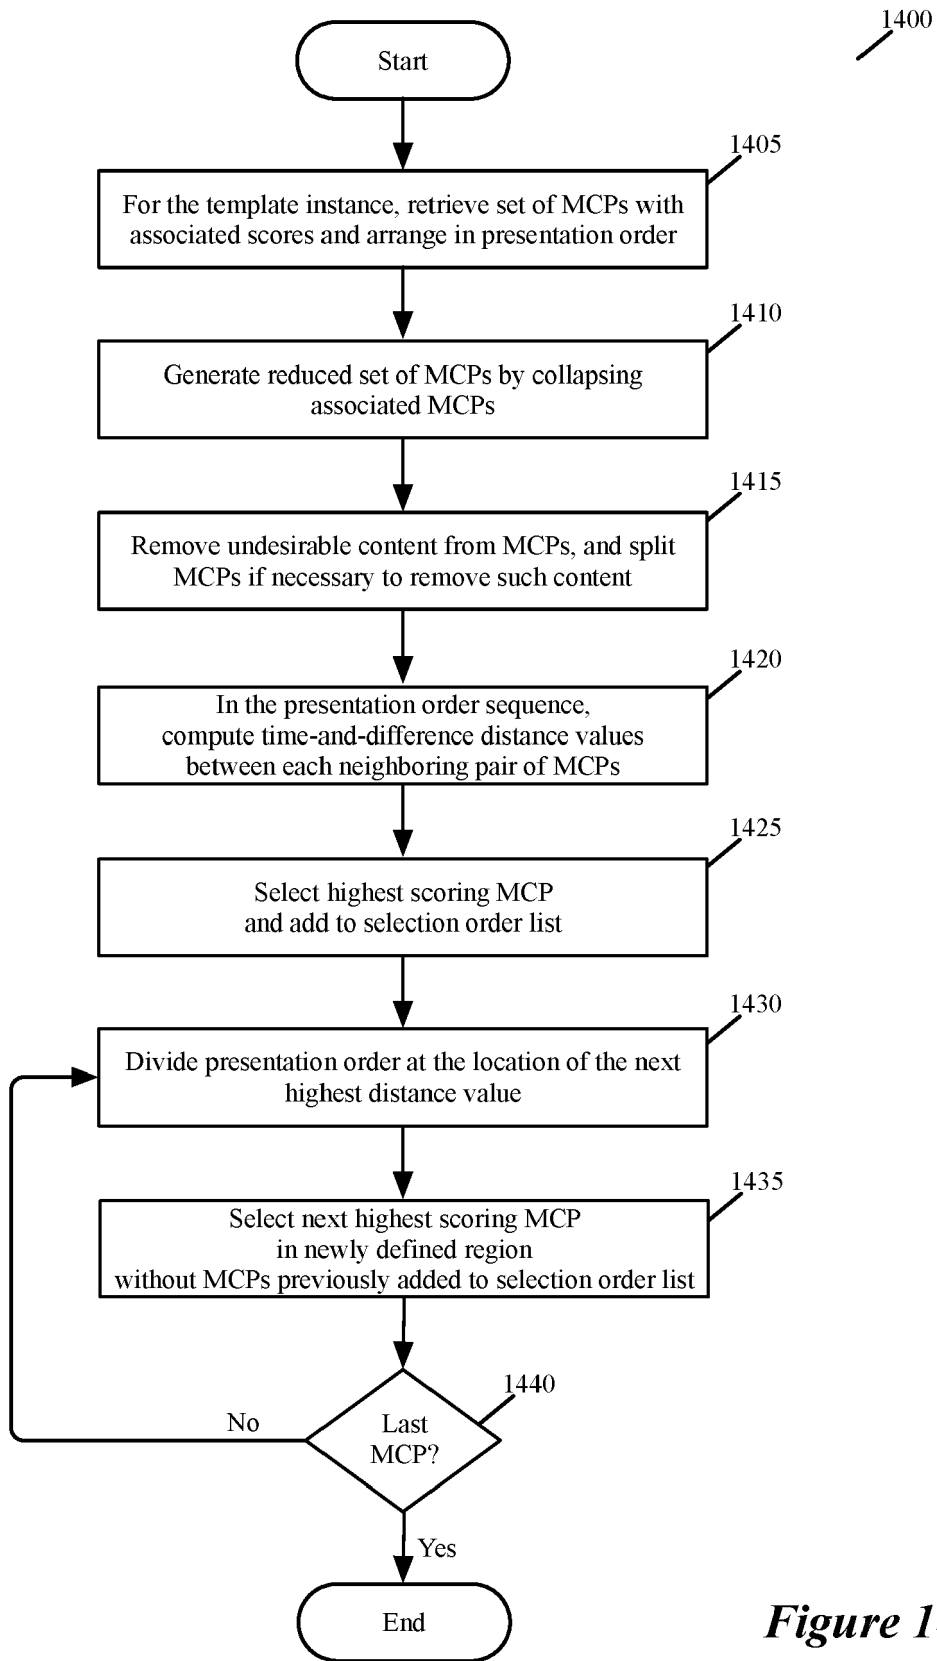 1400
Start
1405
For the template instance, retrieve set of MCPs with
associated scores and arrange in presentation order
1410
Generate reduced set of MCPs by collapsing
associated MCPs
1415
Remove undesirable content from MCPs, and split
MCPs if necessary to remove such content
1420
In the presentation order sequence,
compute time-and-difference distance values
between each neighboring pair of MCPs
1425
Select highest scoring MCP
and add to selection order list
1430
Divide presentation order at the location of the next
highest distance value
1435
Select next highest scoring MCP
in newly defined region
without MCPs previously added to selection order list
1440
Last
MCP?
No
Yes
End
Figure 1